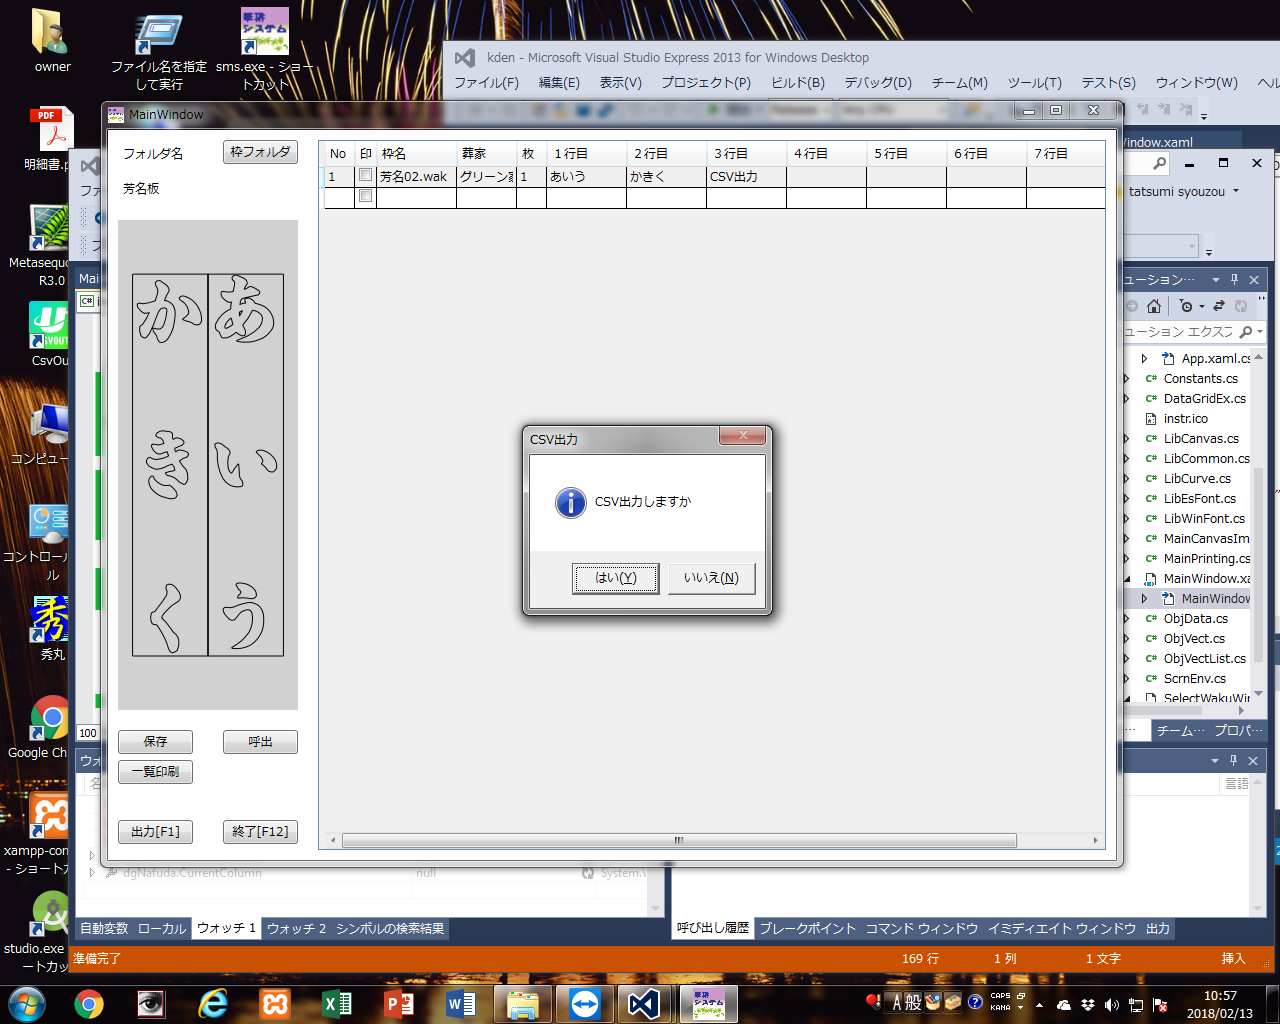 owner
ファイル名を指定
して実行
葬祭
システム
sms.exe - ショー
トカット
kden - Microsoft Visual Studio Express 2013 for Windows Desktop
ファイル(F) 編集(E) 表示(V) プロジェクト(P) ビルド(B) デバッグ(D) チーム(M) ツール(T) テスト(S) ウィンドウ(W) ヘル
PDF
明細書.p
Metasequo
R3.0
CsvOu
コンピュー
コントロール
ル
秀丸
Google Ch
xampp-con
- ショートカ
studio.exe
ートカッ
MainWindow
フォルダ名
枠フォルダ
芳名板
No 印 枠名 葬家 枚 1行目 2行目 3行目 4行目 5行目 6行目 7行目
1 芳名02.wak グリーン 1 あいう かきく CSV出力
あいう
かきく
CSV出力
CSV出力しますか
はい(Y)
いいえ(N)
保存
呼出
一覧印刷
出力[F1]
終了[F12]
indow.xaml
tatsumi syouzou
ューション…
ューション エクスプ
App.xaml.cs
Constants.cs
DataGridEx.cs
instr.ico
LibCanvas.cs
LibCommon.cs
LibCurve.cs
LibEsFont.cs
LibWinFont.cs
MainCanvasIm
MainPrinting.cs
MainWindow.xa
MainWindow
ObjData.cs
ObjVect.cs
ObjVectList.cs
ScrnEnv.cs
SelectWakuWin
チーム… プロパ…
Mai
C#
100
ウォ
名
言語
dgNafuda.CurrentColumn null System.
自動変数 ローカル ウォッチ 1 ウォッチ 2 シンボルの検索結果
呼び出し履歴 ブレークポイント コマンド ウィンドウ イミディエイト ウィンドウ 出力
準備完了 169 行 1 列 1 文字 挿入
A 般
CAPS
KANA
10:57
2018/02/13